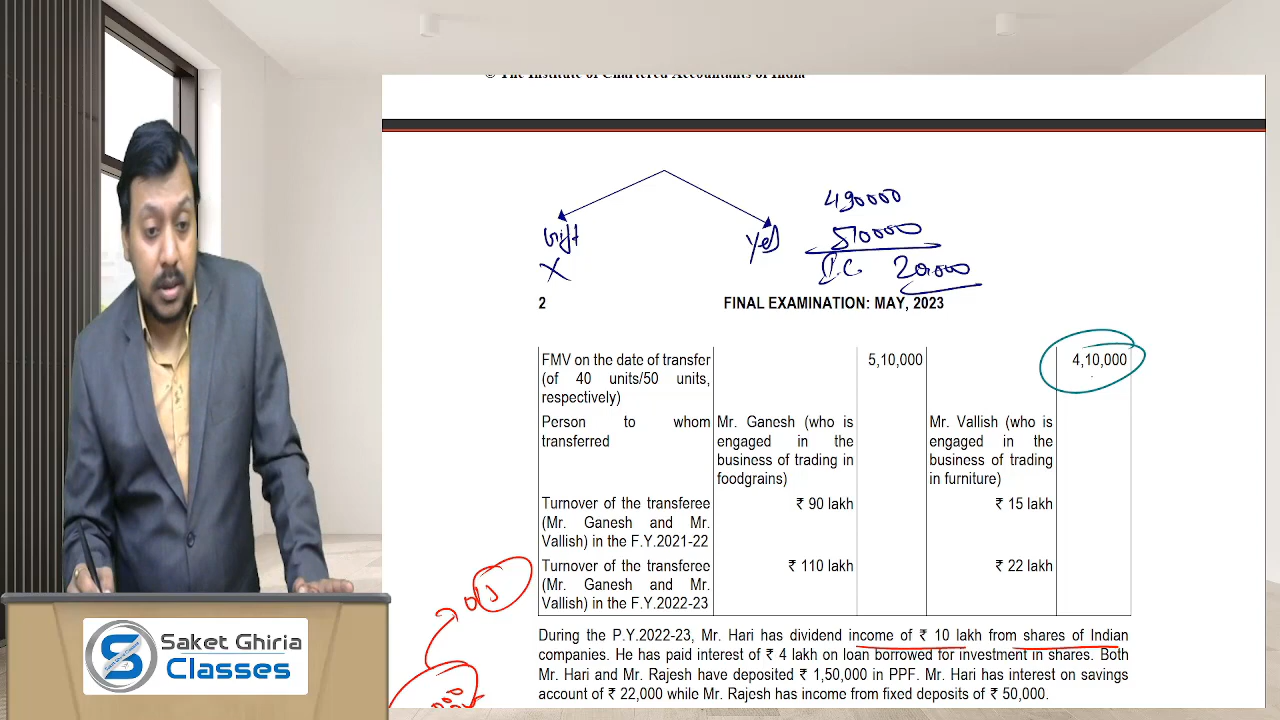 © The Institute of Chartered Accountants of India
Gift
X
Yes
490000
510000
I.C. 20,000
2 FINAL EXAMINATION: MAY, 2023
FMV on the date of transfer (of 40 units/50 units, respectively) 5,10,000 4,10,000
Person to whom transferred
Mr. Ganesh (who is engaged in the business of trading in foodgrains)
Mr. Vallish (who is engaged in the business of trading in furniture)
Turnover of the transferee (Mr. Ganesh and Mr. Vallish) in the F.Y.2021-22 ₹ 90 lakh ₹ 15 lakh
Turnover of the transferee (Mr. Ganesh and Mr. Vallish) in the F.Y.2022-23 ₹ 110 lakh ₹ 22 lakh
During the P.Y.2022-23, Mr. Hari has dividend income of ₹ 10 lakh from shares of Indian
companies. He has paid interest of ₹ 4 lakh on loan borrowed for investment in shares. Both
Mr. Hari and Mr. Rajesh have deposited ₹ 1,50,000 in PPF. Mr. Hari has interest on savings
account of ₹ 22,000 while Mr. Rajesh has income from fixed deposits of ₹ 50,000.
Saket Ghiria
Classes